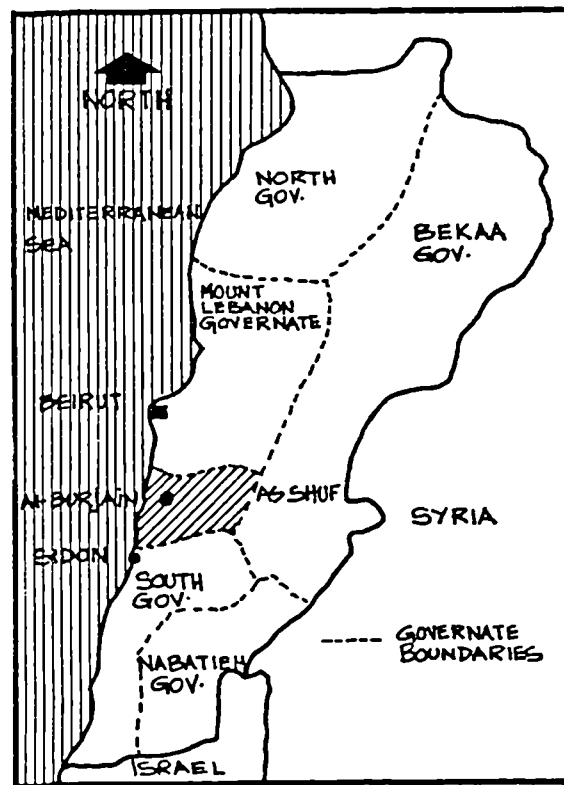 NORTH
NORTH
GOV.
MEDITERRANEAN
SEA
BEKAA
GOV.
MOUNT
LEBANON
GOVERNATE
BEIRUT
Al-BURJAIN
AS SHUF
SYRIA
SIDON
SOUTH
GOV.
GOVERNATE
BOUNDARIES
NABATIEH
GOV.
ISRAEL